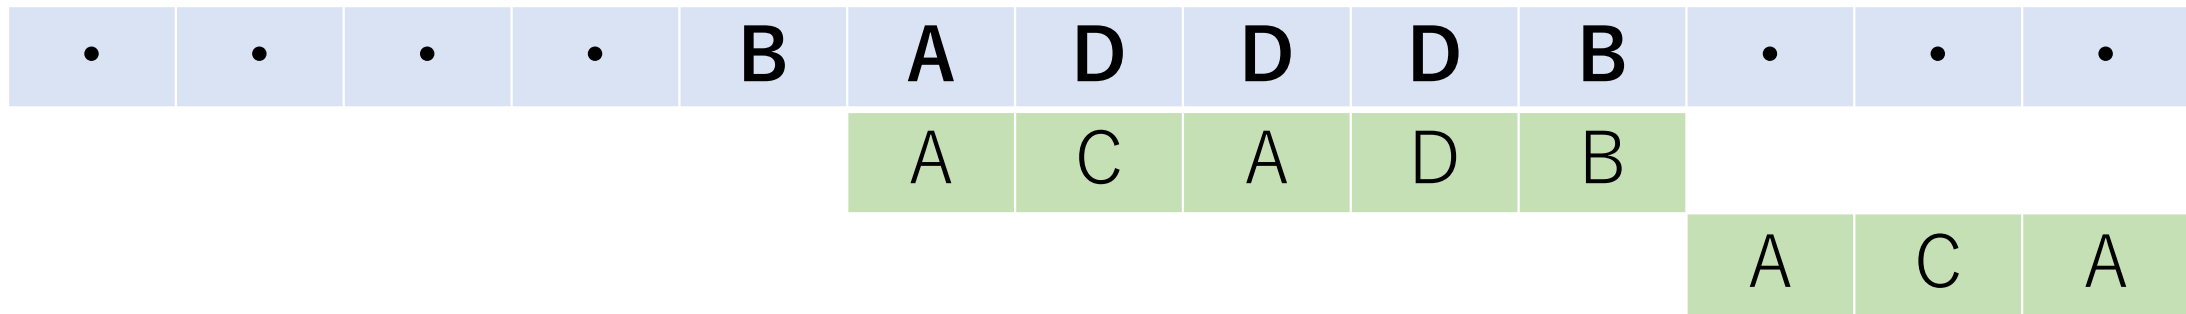 • • • • B A D D D B • • •
A C A D B
A C A